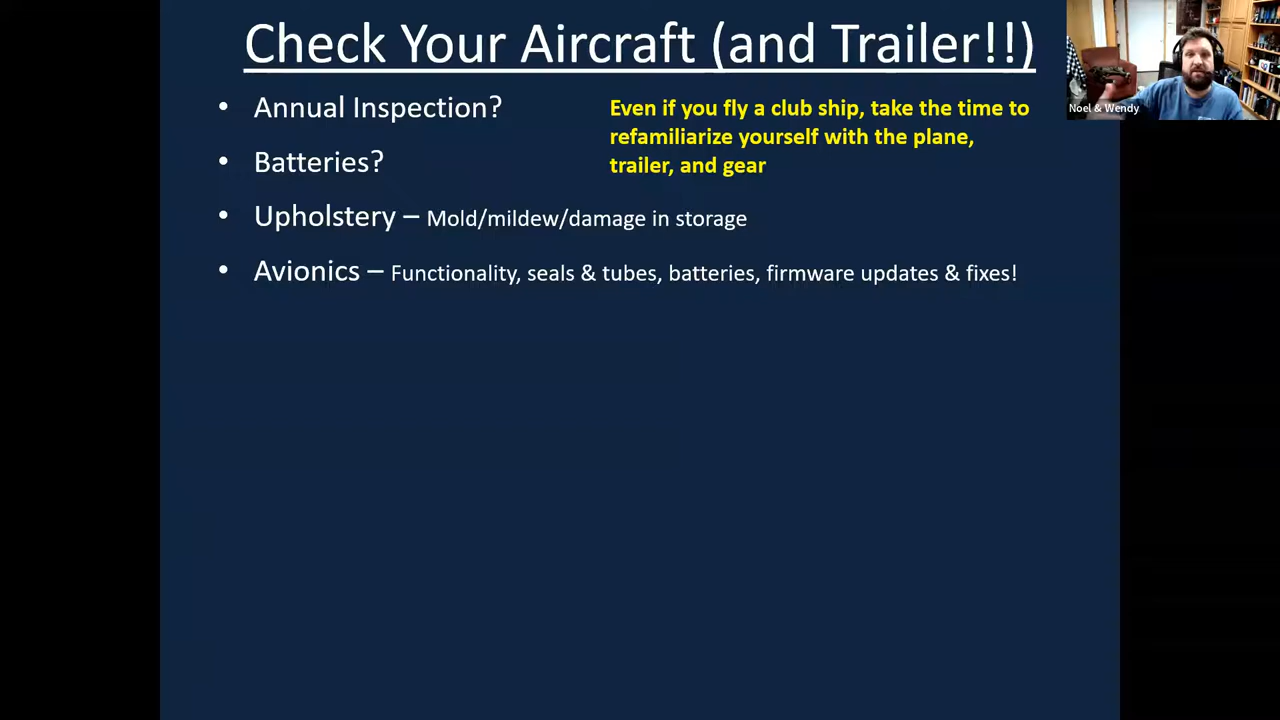 Check Your Aircraft (and Trailer!!)
• Annual Inspection?
Even if you fly a club ship, take the time to
refamiliarize yourself with the plane,
trailer, and gear
• Batteries?
• Upholstery – Mold/mildew/damage in storage
• Avionics – Functionality, seals & tubes, batteries, firmware updates & fixes!
Noel & Wendy